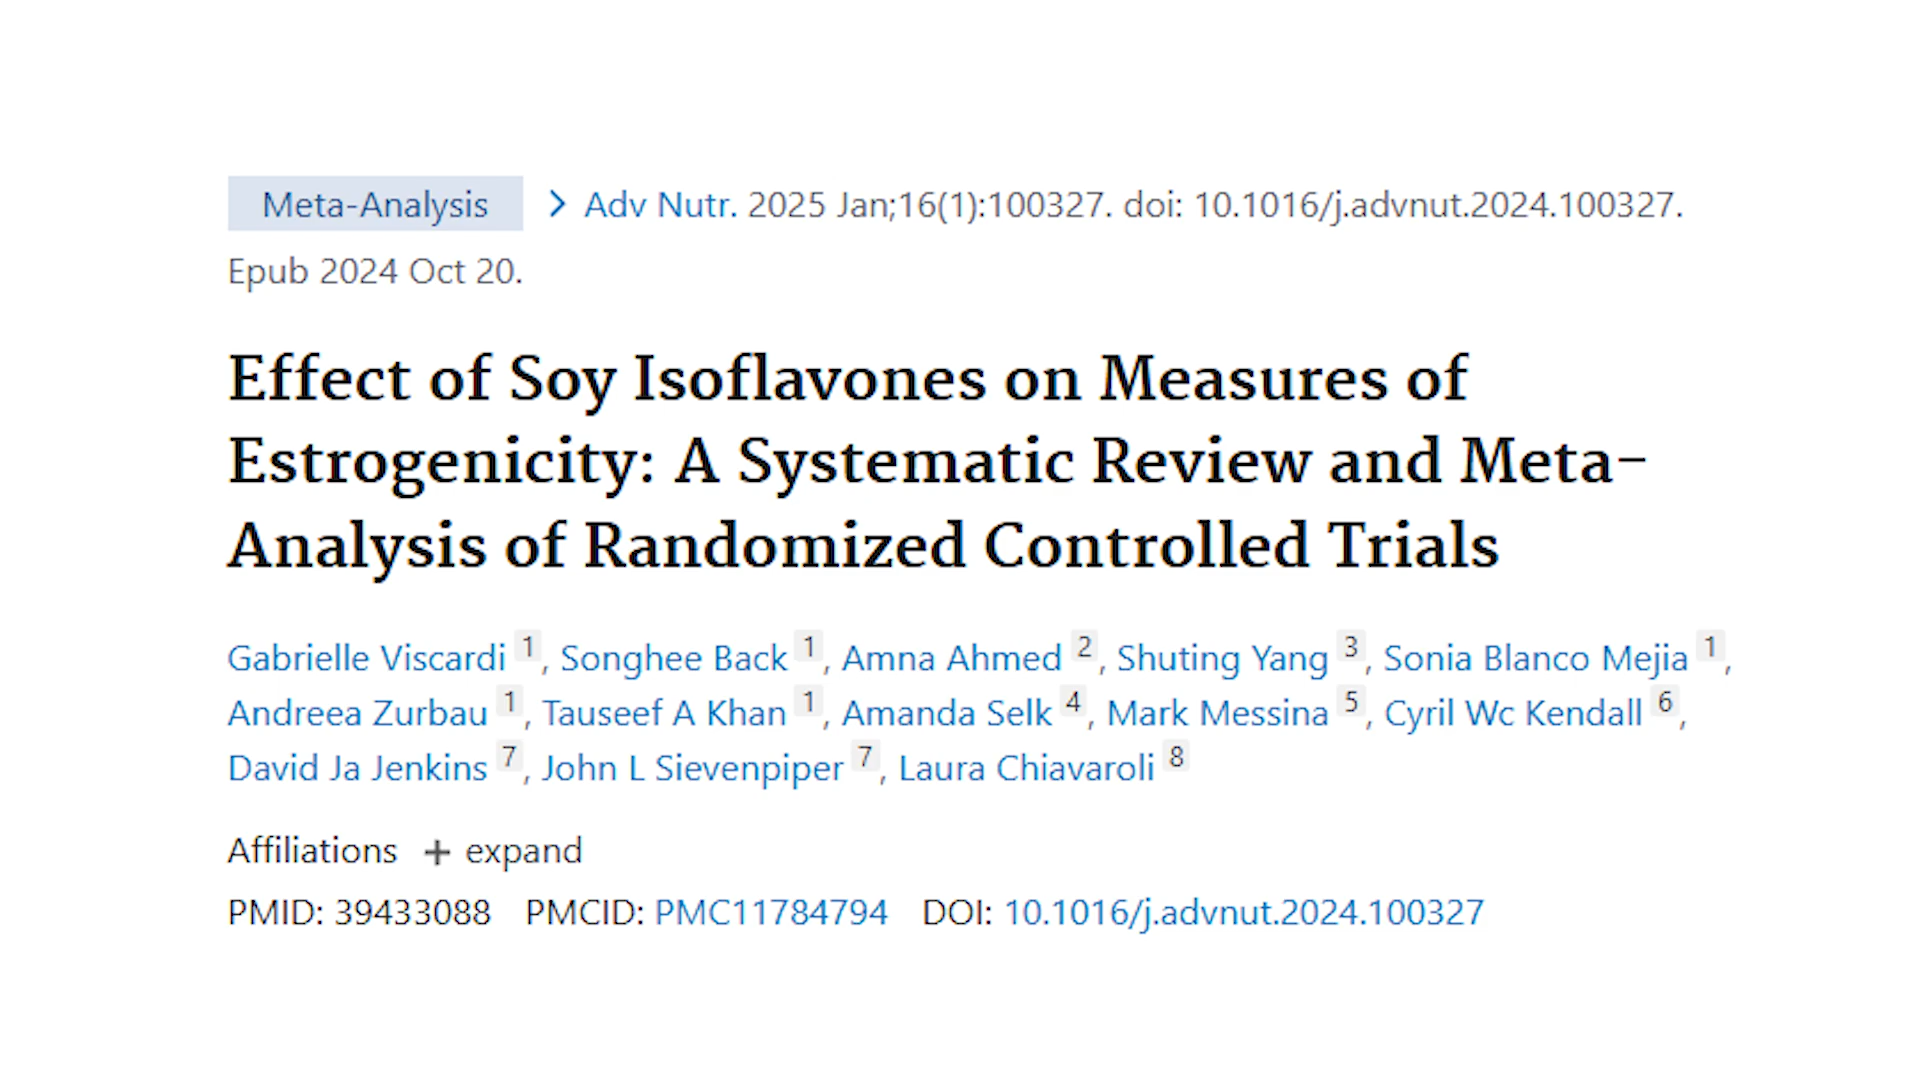 Meta-Analysis > Adv Nutr. 2025 Jan;16(1):100327. doi: 10.1016/j.advnut.2024.100327.
Epub 2024 Oct 20.
Effect of Soy Isoflavones on Measures of
Estrogenicity: A Systematic Review and Meta-
Analysis of Randomized Controlled Trials
Gabrielle Viscardi 1, Songhee Back 1, Amna Ahmed 2, Shuting Yang 3, Sonia Blanco Mejia 1,
Andreea Zurbau 1, Tauseef A Khan 1, Amanda Selk 4, Mark Messina 5, Cyril Wc Kendall 6,
David Ja Jenkins 7, John L Sievenpiper 7, Laura Chiavaroli 8
Affiliations + expand
PMID: 39433088 PMCID: PMC11784794 DOI: 10.1016/j.advnut.2024.100327